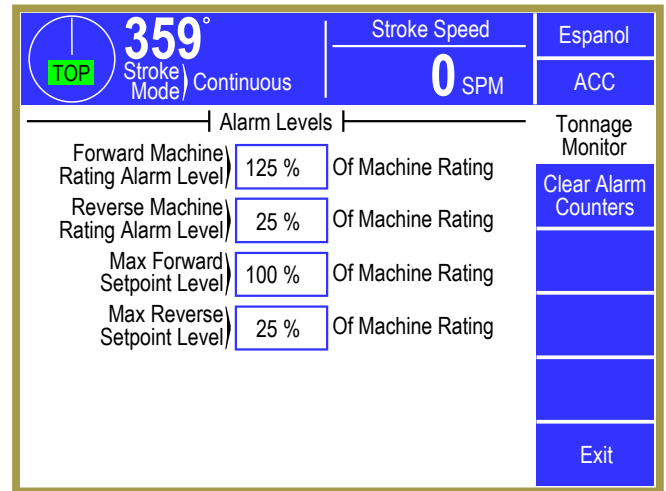 359°
TOP
Stroke
Mode
Continuous
Stroke Speed
0 SPM
Espanol
ACC
Alarm Levels
Forward Machine
Rating Alarm Level
125 %
Of Machine Rating
Reverse Machine
Rating Alarm Level
25 %
Of Machine Rating
Max Forward
Setpoint Level
100 %
Of Machine Rating
Max Reverse
Setpoint Level
25 %
Of Machine Rating
Tonnage
Monitor
Clear Alarm
Counters
Exit